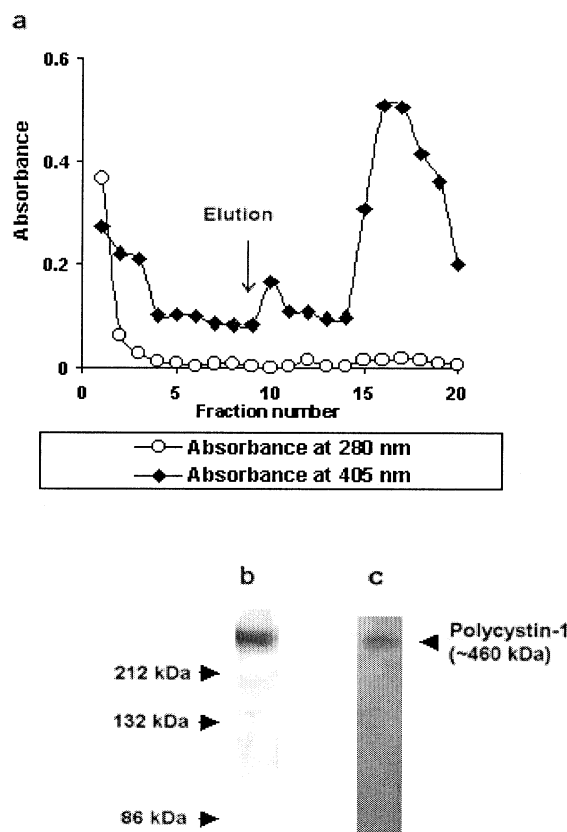 a
0.6
0.4
0.2
0
Absorbance
Elution
0 5 10 15 20
Fraction number
Absorbance at 280 nm
Absorbance at 405 nm
b c
Polycystin-1
(~460 kDa)
212 kDa
132 kDa
86 kDa